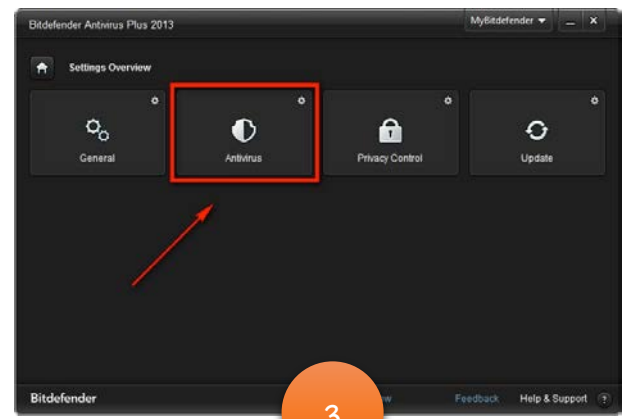 Bitdefender Antivirus Plus 2013 MyBitdefender
Settings Overview
General Antivirus Privacy Control Update
Bitdefender Feedback Help & Support ?
3